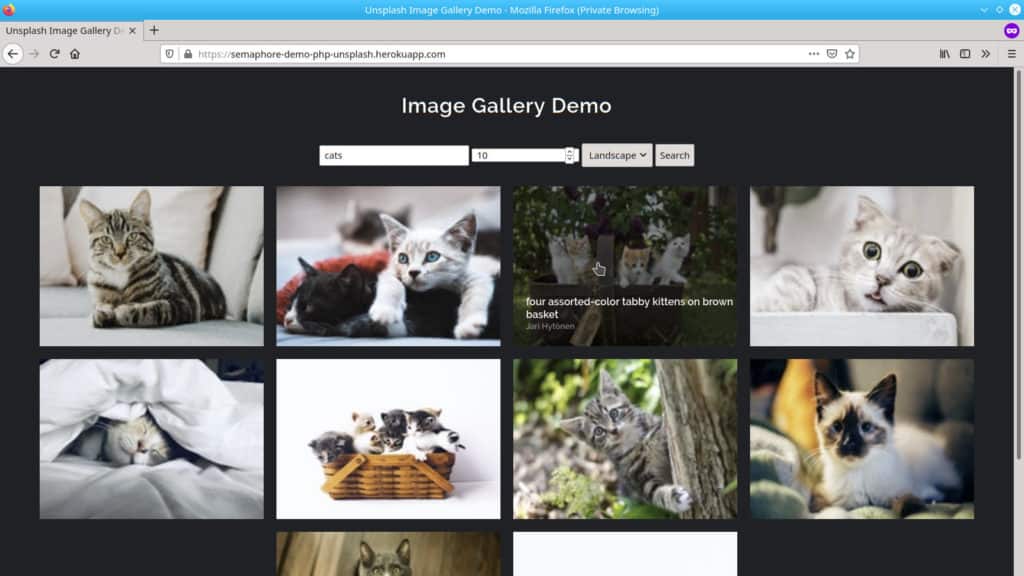 Unsplash Image Gallery Demo - Mozilla Firefox (Private Browsing)
Unsplash Image Gallery De
https://semaphore-demo-php-unsplash.herokuapp.com
Image Gallery Demo
cats
10
Landscape
Search
four assorted-color tabby kittens on brown
basket
Jari Hytönen